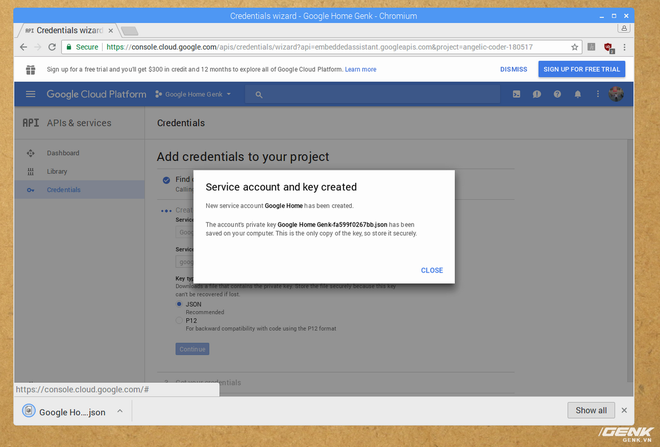 Credentials wizard - Google Home Genk - Chromium
API Credentials wizard
Secure https://console.cloud.google.com/apis/credentials/wizard?api=embeddedassistant.googleapis.com&project=angelic-coder-180517
Sign up for a free trial and you'll get $300 in credit and 12 months to explore all of Google Cloud Platform. Learn more DISMISS SIGN UP FOR FREE TRIAL
Google Cloud Platform Google Home Genk
API APIs & services Credentials
Dashboard
Library
Credentials
Add credentials to your project
Find
Calling
Service account and key created
New service account Google Home has been created.
The account's private key Google Home Genk-fa599f0267bb.json has been
saved on your computer. This is the only copy of the key, so store it securely.
CLOSE
Key type
Downloads a file that contains the private key. Store the file securely because this key
can't be recovered if lost.
JSON
Recommended
P12
For backward compatibility with code using the P12 format
Continue
credentials
https://console.cloud.google.com/#
Google Ho....json Show all
GENK
GENK.VN